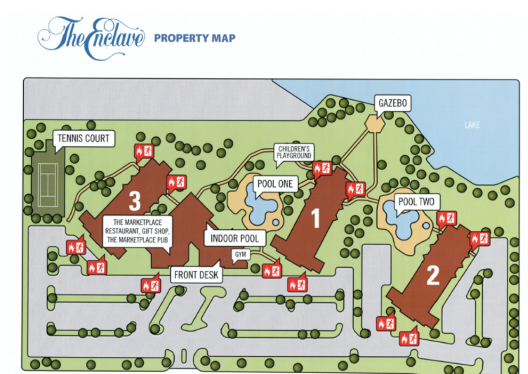 The Enclave PROPERTY MAP
GAZEBO
LAKE
TENNIS COURT
CHILDREN'S
PLAYGROUND
POOL ONE
3
POOL TWO
1
THE MARKETPLACE
RESTAURANT, GIFT SHOP,
THE MARKETPLACE PUB
INDOOR POOL
GYM
FRONT DESK
2